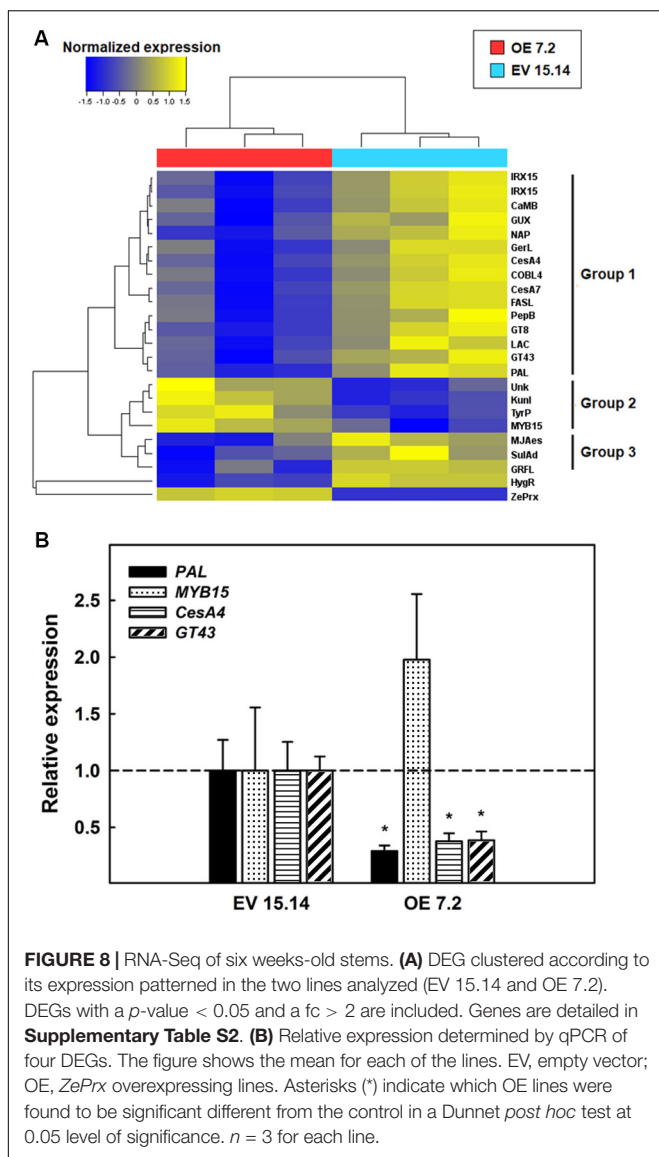 A
Normalized expression
-1.5 -1.0 -0.5 0 0.5 1.0 1.5
OE 7.2
EV 15.14
IRX15
IRX15
CaMB
GUX
NAP
GerL
CesA4
COBL4
CesA7
FASL
PepB
GT8
LAC
GT43
PAL
Unk
KunI
TyrP
MYB15
MJAes
SulAd
GRFL
HygR
ZePrx
Group 1
Group 2
Group 3
B
PAL
MYB15
CesA4
GT43
Relative expression
2.5
2.0
1.5
1.0
0.5
* * *
EV 15.14
OE 7.2
FIGURE 8 | RNA-Seq of six weeks-old stems. (A) DEG clustered according to
its expression patterned in the two lines analyzed (EV 15.14 and OE 7.2).
DEGs with a p-value < 0.05 and a fc > 2 are included. Genes are detailed in
Supplementary Table S2. (B) Relative expression determined by qPCR of
four DEGs. The figure shows the mean for each of the lines. EV, empty vector;
OE, ZePrx overexpressing lines. Asterisks (*) indicate which OE lines were
found to be significant different from the control in a Dunnet post hoc test at
0.05 level of significance. n = 3 for each line.